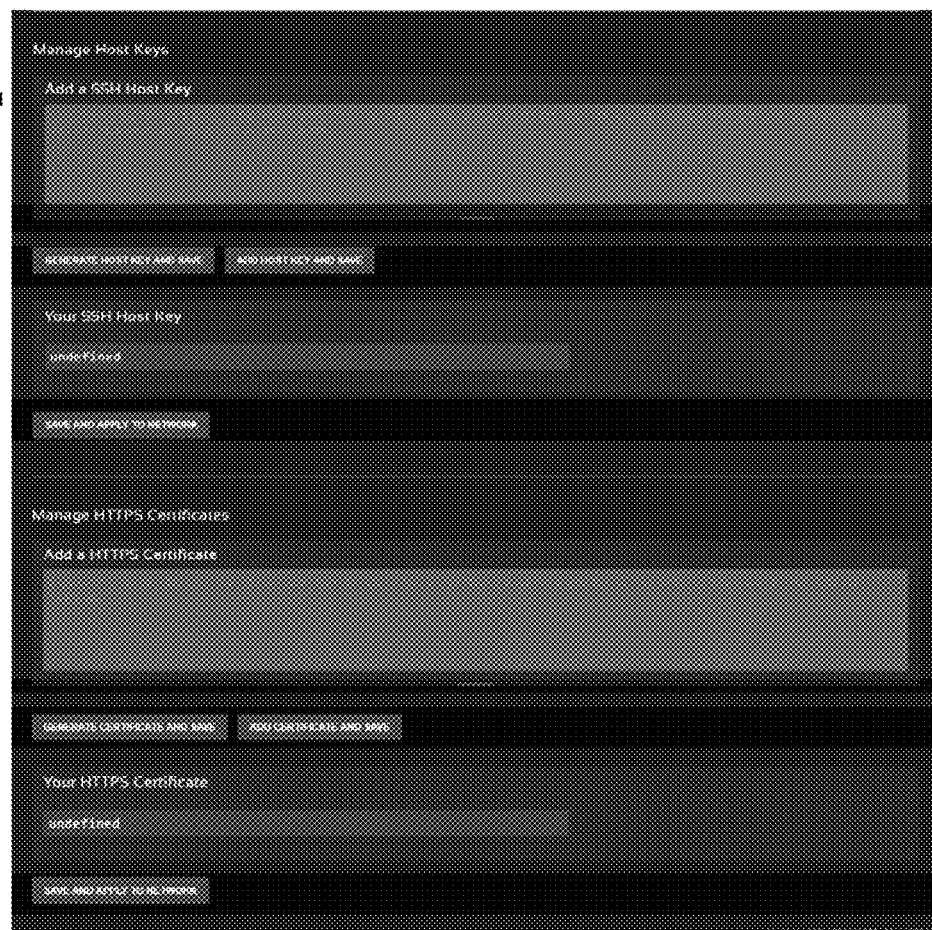 Manage Host Keys
Add a SSH Host Key
GENERATE HOST KEY AND SAVE ADD HOST KEY AND SAVE
Your SSH Host Key
undefined
SAVE AND APPLY TO NETWORK
Manage HTTPS Certificates
Add a HTTPS Certificate
GENERATE CERTIFICATE AND SAVE ADD CERTIFICATE AND SAVE
Your HTTPS Certificate
undefined
SAVE AND APPLY TO NETWORK